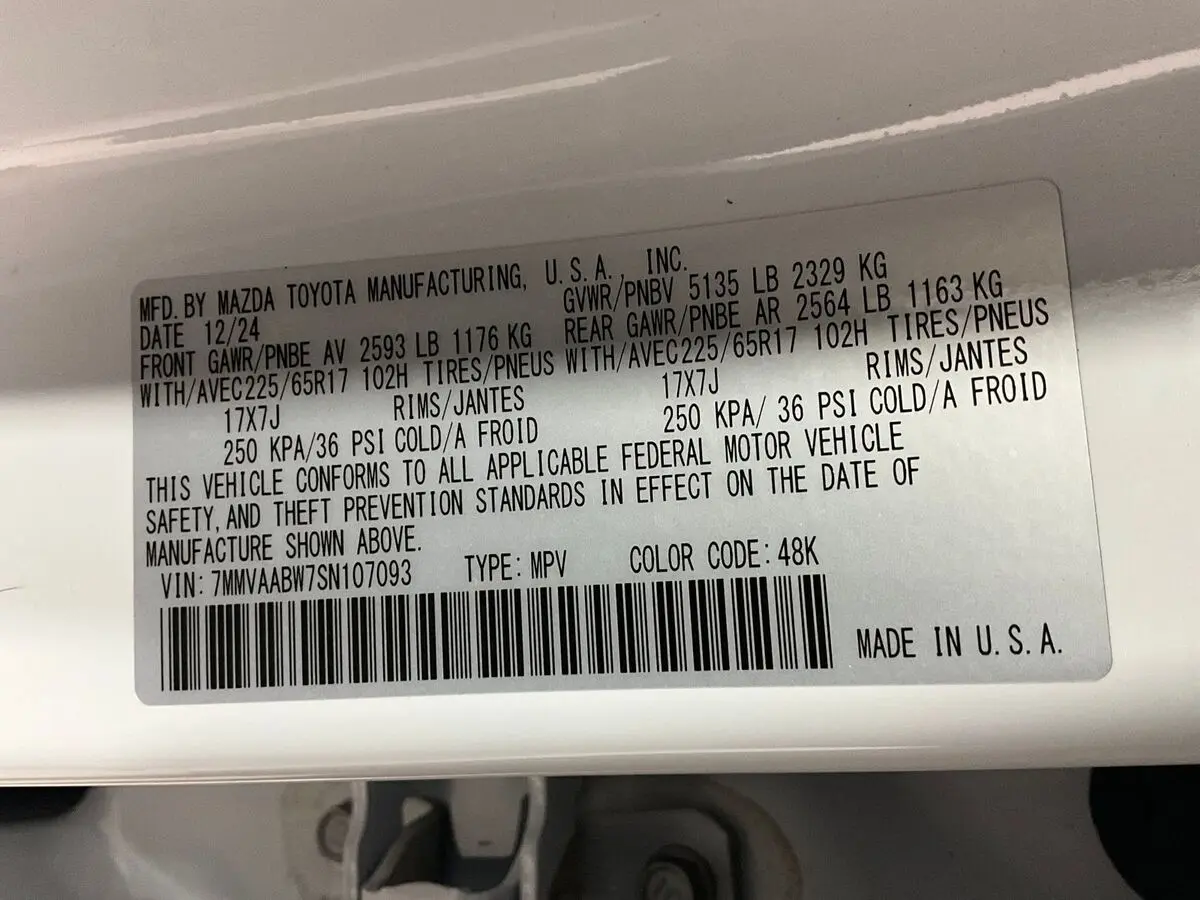 MFD. BY MAZDA TOYOTA MANUFACTURING, U.S.A., INC.
DATE 12/24 GVWR/PNBV 5135 LB 2329 KG
FRONT GAWR/PNBE AV 2593 LB 1176 KG REAR GAWR/PNBE AR 2564 LB 1163 KG
WITH/AVEC225/65R17 102H TIRES/PNEUS WITH/AVEC225/65R17 102H TIRES/PNEUS
17X7J RIMS/JANTES 17X7J RIMS/JANTES
250 KPA/36 PSI COLD/A FROID 250 KPA/ 36 PSI COLD/A FROID
THIS VEHICLE CONFORMS TO ALL APPLICABLE FEDERAL MOTOR VEHICLE
SAFETY, AND THEFT PREVENTION STANDARDS IN EFFECT ON THE DATE OF
MANUFACTURE SHOWN ABOVE.
VIN: 7MMVAABW7SN107093 TYPE: MPV COLOR CODE: 48K
MADE IN U.S.A.